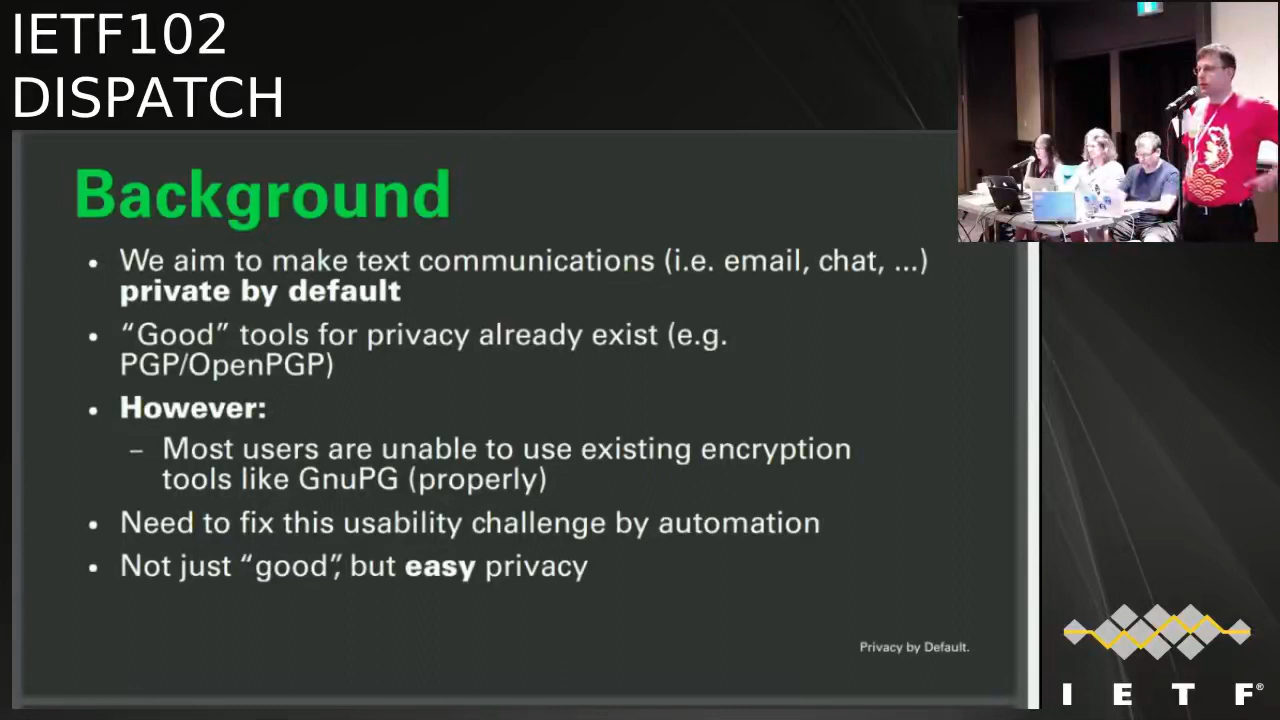 IETF102
DISPATCH
Background
• We aim to make text communications (i.e. email, chat, ...)
private by default
• “Good” tools for privacy already exist (e.g.
PGP/OpenPGP)
• However:
– Most users are unable to use existing encryption
tools like GnuPG (properly)
• Need to fix this usability challenge by automation
• Not just “good”, but easy privacy
Privacy by Default.
I E T F®